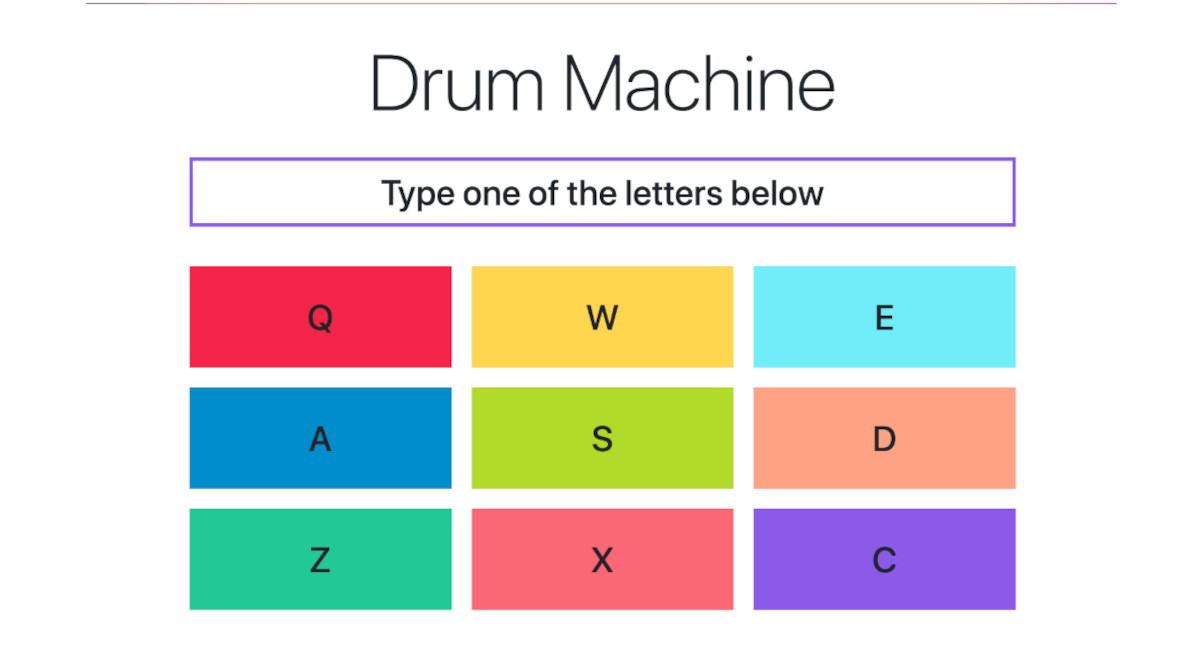 Drum Machine
Type one of the letters below
Q W E
A S D
Z X C